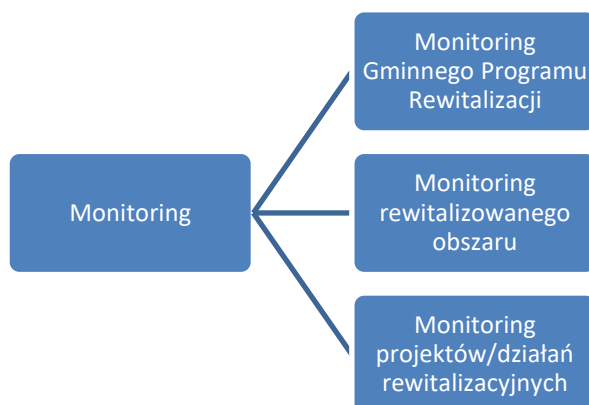 Monitoring
Monitoring
Gminnego Programu
Rewitalizacji
Monitoring
rewitalizowanego
obszaru
Monitoring
projektów/działań
rewitalizacyjnych